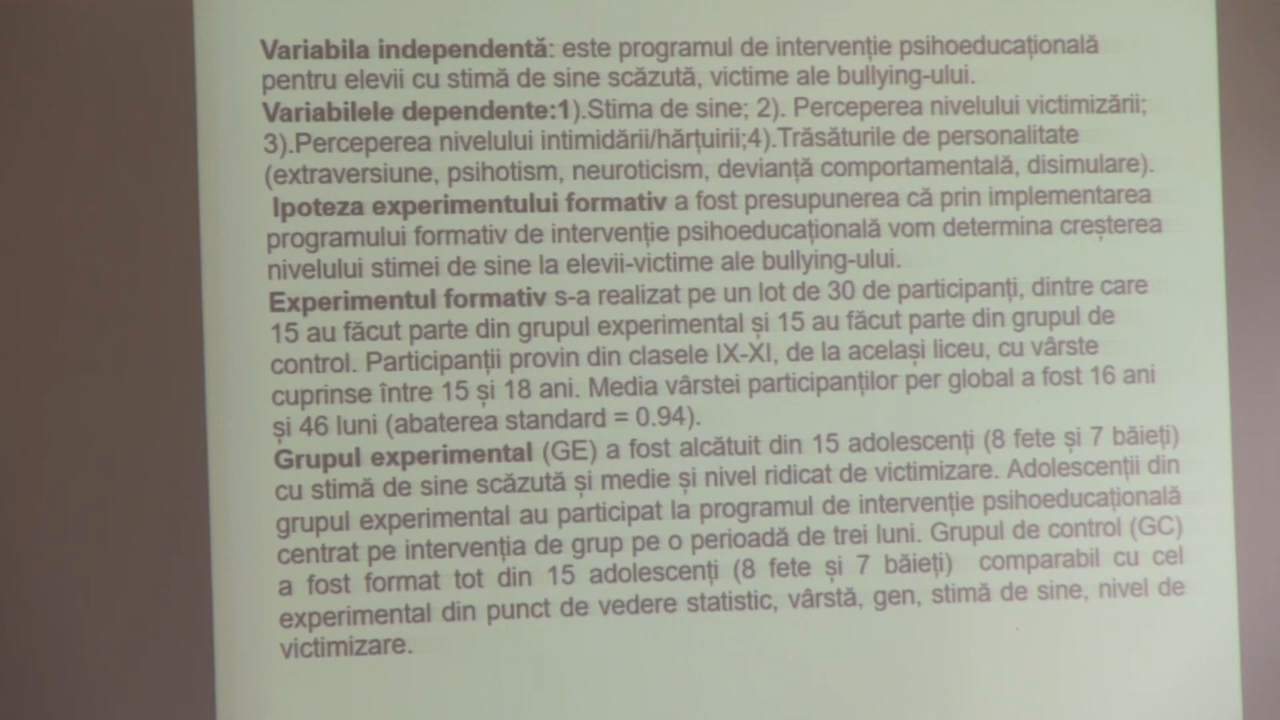 Variabila independentă: este programul de intervenție psihoeducațională
pentru elevii cu stimă de sine scăzută, victime ale bullying-ului.
Variabilele dependente:1).Stima de sine; 2). Perceperea nivelului victimizării;
3).Perceperea nivelului intimidării/hărțuirii;4).Trăsăturile de personalitate
(extraversiune, psihotism, neuroticism, devianță comportamentală, disimulare).
Ipoteza experimentului formativ a fost presupunerea că prin implementarea
programului formativ de intervenție psihoeducațională vom determina creșterea
nivelului stimei de sine la elevii-victime ale bullying-ului.
Experimentul formativ s-a realizat pe un lot de 30 de participanți, dintre care
15 au făcut parte din grupul experimental și 15 au făcut parte din grupul de
control. Participanții provin din clasele IX-XI, de la același liceu, cu vârste
cuprinse între 15 și 18 ani. Media vârstei participanților per global a fost 16 ani
și 46 luni (abaterea standard = 0.94).
Grupul experimental (GE) a fost alcătuit din 15 adolescenți (8 fete și 7 băieți)
cu stimă de sine scăzută și medie și nivel ridicat de victimizare. Adolescenții din
grupul experimental au participat la programul de intervenție psihoeducațională
centrat pe intervenția de grup pe o perioadă de trei luni. Grupul de control (GC)
a fost format tot din 15 adolescenți (8 fete și 7 băieți) comparabil cu cel
experimental din punct de vedere statistic, vârstă, gen, stimă de sine, nivel de
victimizare.